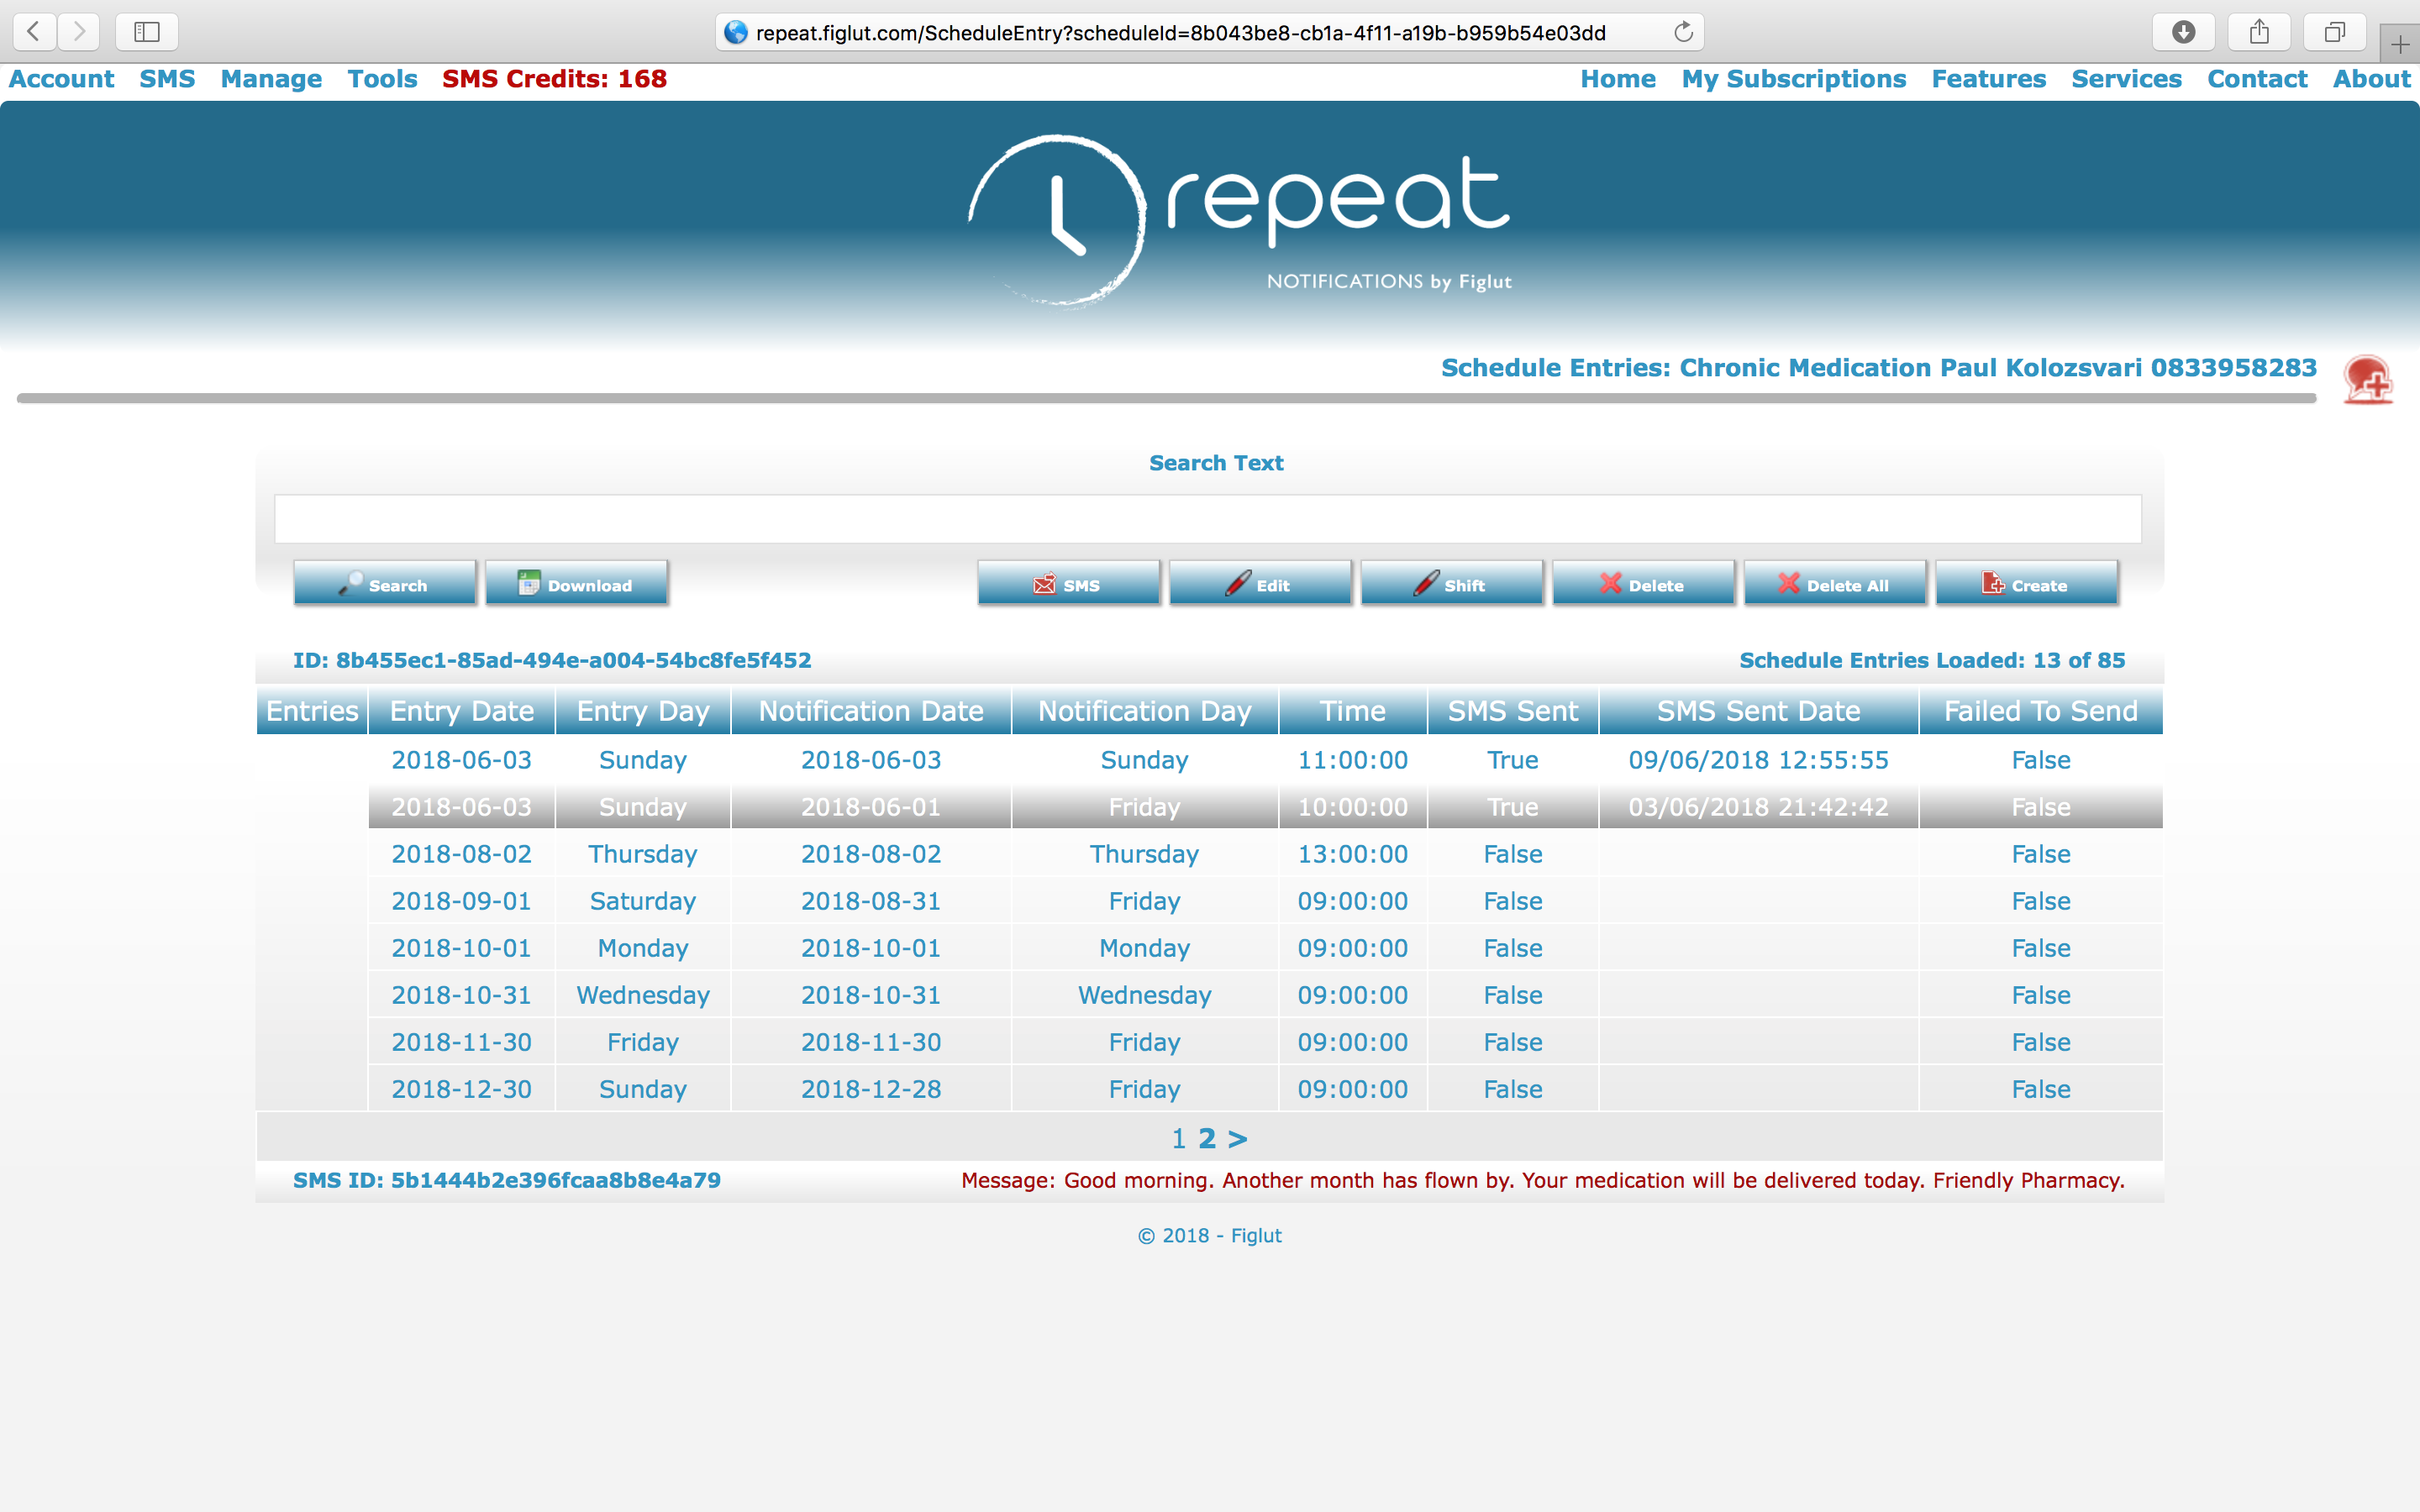 repeat.figlut.com/ScheduleEntry?scheduleId=8b043be8-cb1a-4f11-a19b-b959b54e03dd
Account SMS Manage Tools SMS Credits: 168 Home My Subscriptions Features Services Contact About
repeat
NOTIFICATIONS by Figlut
Schedule Entries: Chronic Medication Paul Kolozsvari 0833958283
Search Text
Search Download SMS Edit Shift Delete Delete All Create
ID: 8b455ec1-85ad-494e-a004-54bc8fe5f452 Schedule Entries Loaded: 13 of 85
Entries Entry Date Entry Day Notification Date Notification Day Time SMS Sent SMS Sent Date Failed To Send
2018-06-03 Sunday 2018-06-03 Sunday 11:00:00 True 09/06/2018 12:55:55 False
2018-06-03 Sunday 2018-06-01 Friday 10:00:00 True 03/06/2018 21:42:42 False
2018-08-02 Thursday 2018-08-02 Thursday 13:00:00 False False
2018-09-01 Saturday 2018-08-31 Friday 09:00:00 False False
2018-10-01 Monday 2018-10-01 Monday 09:00:00 False False
2018-10-31 Wednesday 2018-10-31 Wednesday 09:00:00 False False
2018-11-30 Friday 2018-11-30 Friday 09:00:00 False False
2018-12-30 Sunday 2018-12-28 Friday 09:00:00 False False
1 2 >
SMS ID: 5b1444b2e396fcaa8b8e4a79 Message: Good morning. Another month has flown by. Your medication will be delivered today. Friendly Pharmacy.
© 2018 - Figlut